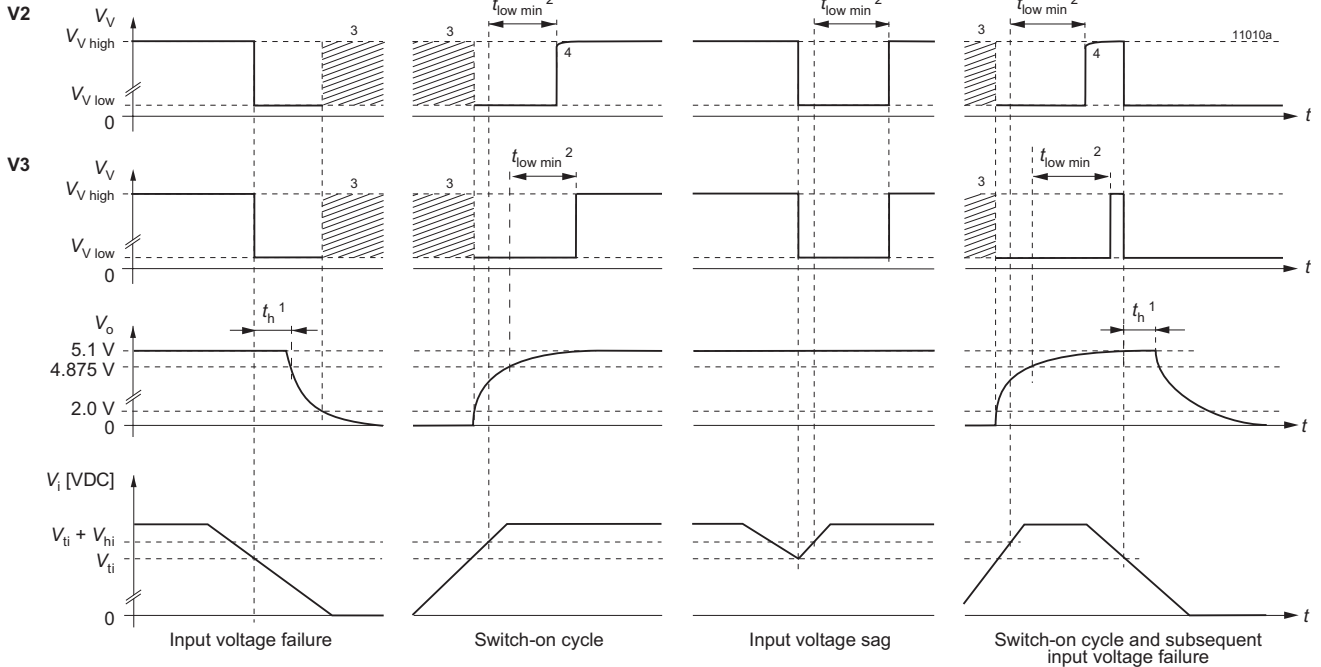 V2
V_V
V_V high
V_V low
0
3
3
t_low min 2
4
t_low min 2
3
t_low min 2
4
11010a
t
V3
V_V
V_V high
V_V low
0
3
3
t_low min 2
3
t_low min 2
t
V_o
5.1 V
4.875 V
2.0 V
0
t_h 1
t_h 1
t
V_i [VDC]
V_ti + V_hi
V_ti
0
t
Input voltage failure
Switch-on cycle
Input voltage sag
Switch-on cycle and subsequent
input voltage failure